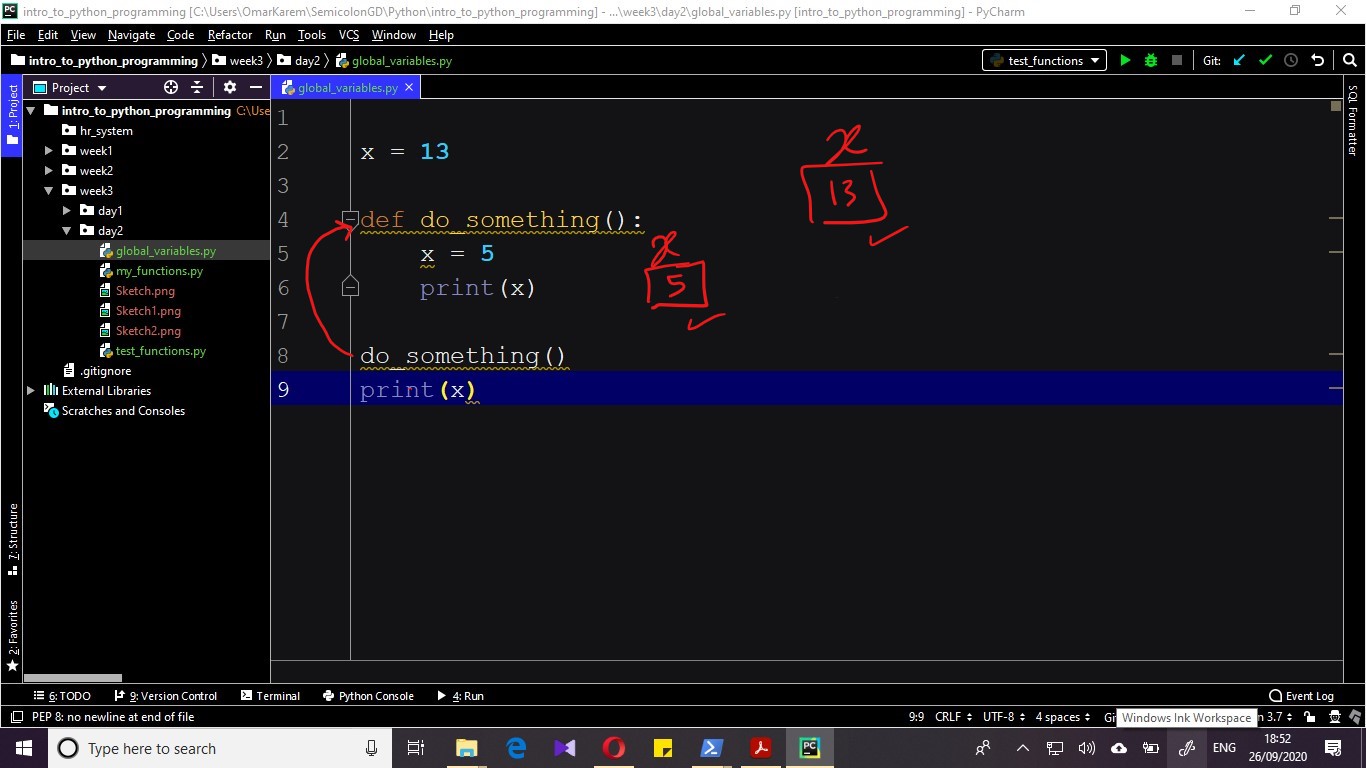 intro_to_python_programming [C:\Users\OmarKarem\SemicolonGD\Python\intro_to_python_programming] - ...\week3\day2\global_variables.py [intro_to_python_programming] - PyCharm
File Edit View Navigate Code Refactor Run Tools VCS Window Help
intro_to_python_programming week3 day2 global_variables.py test_functions Git:
1: Project
Project
global_variables.py
SQL Formatter
intro_to_python_programming C:\Use
hr_system
week1
week2
week3
day1
day2
global_variables.py
my_functions.py
Sketch.png
Sketch1.png
Sketch2.png
test_functions.py
.gitignore
External Libraries
Scratches and Consoles
1
2 x = 13
3
4 def do_something():
5     x = 5
6     print(x)
7
8 do_something()
9 print(x)
x
13
x
5
7: Structure
2: Favorites
6: TODO 9: Version Control Terminal Python Console 4: Run Event Log
PEP 8: no newline at end of file 9:9 CRLF UTF-8 4 spaces Gi Windows Ink Workspace n 3.7
Type here to search ENG 18:52
26/09/2020